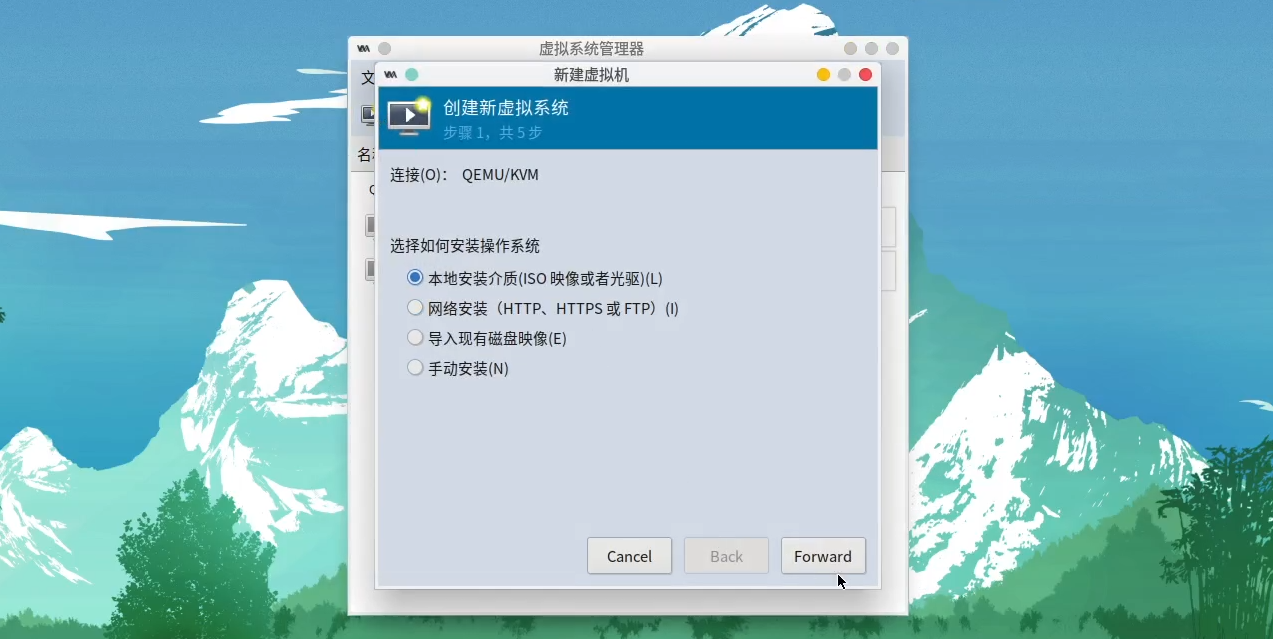 虚拟系统管理器
文
新建虚拟机
创建新虚拟系统
步骤 1，共 5 步
名
连接(O)： QEMU/KVM
选择如何安装操作系统
本地安装介质(ISO 映像或者光驱)(L)
网络安装（HTTP、HTTPS 或 FTP）(I)
导入现有磁盘映像(E)
手动安装(N)
Cancel
Back
Forward